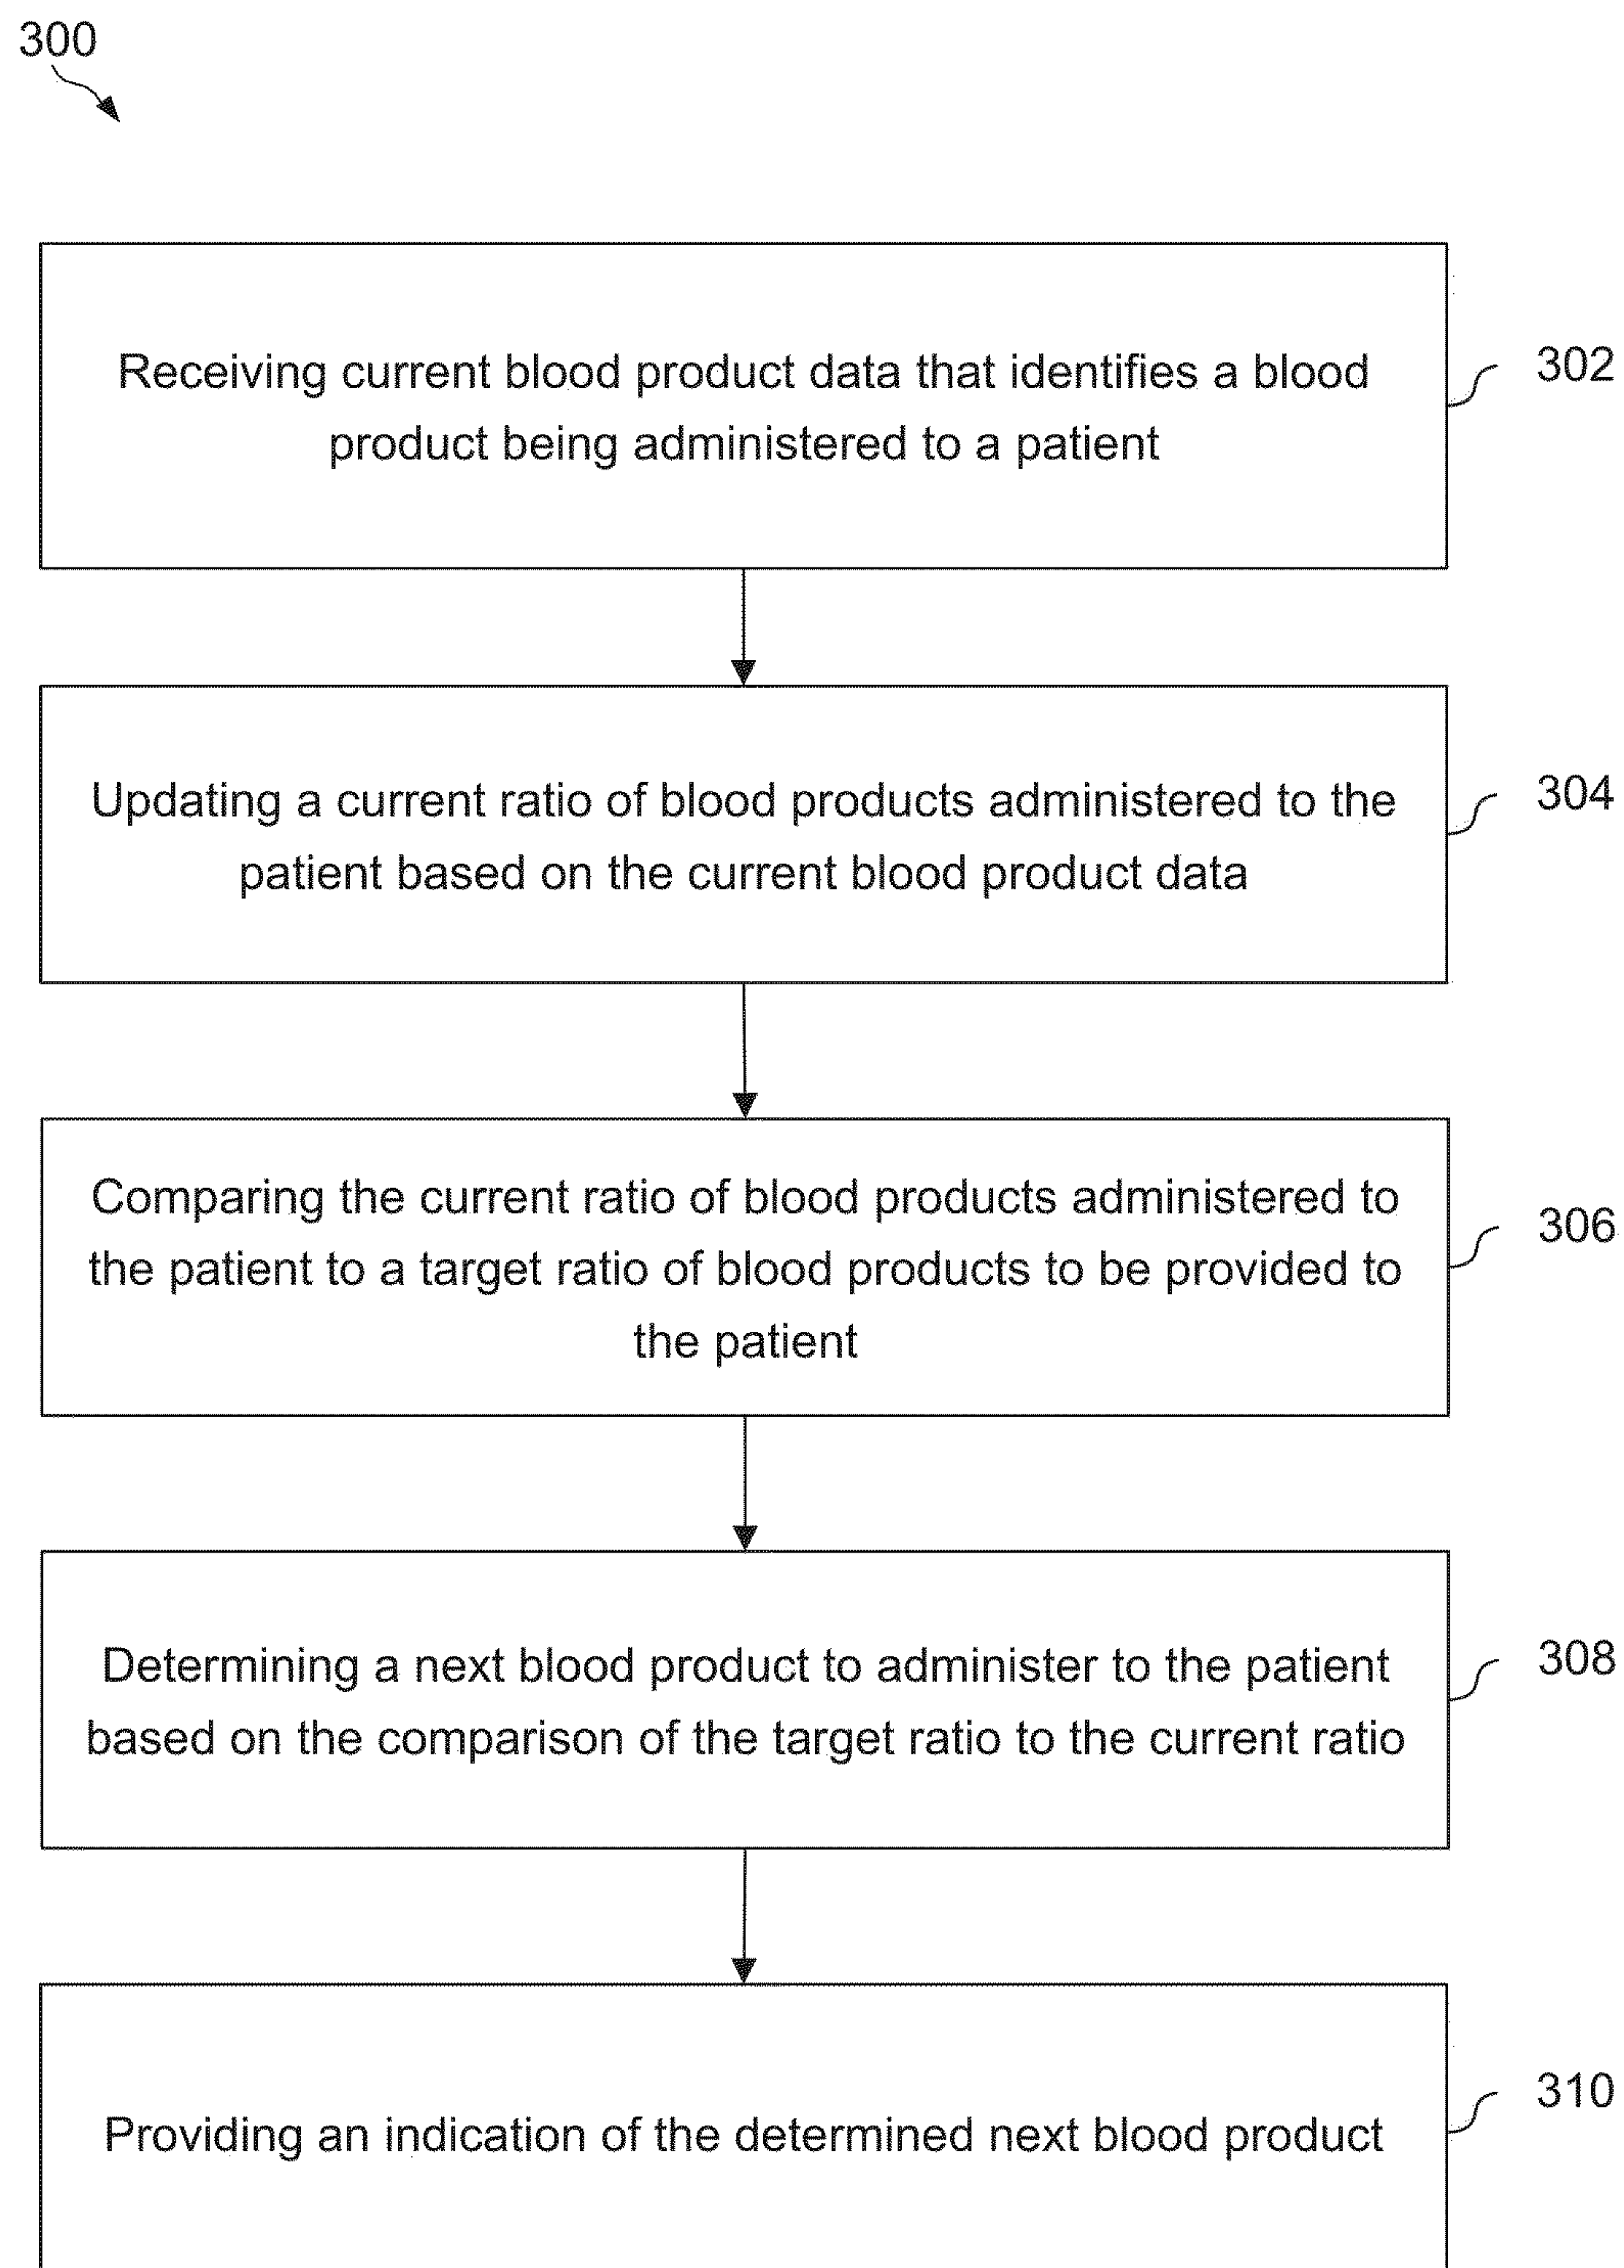 300
Receiving current blood product data that identifies a blood
product being administered to a patient
302
Updating a current ratio of blood products administered to the
patient based on the current blood product data
304
Comparing the current ratio of blood products administered to
the patient to a target ratio of blood products to be provided to
the patient
306
Determining a next blood product to administer to the patient
based on the comparison of the target ratio to the current ratio
308
Providing an indication of the determined next blood product
310